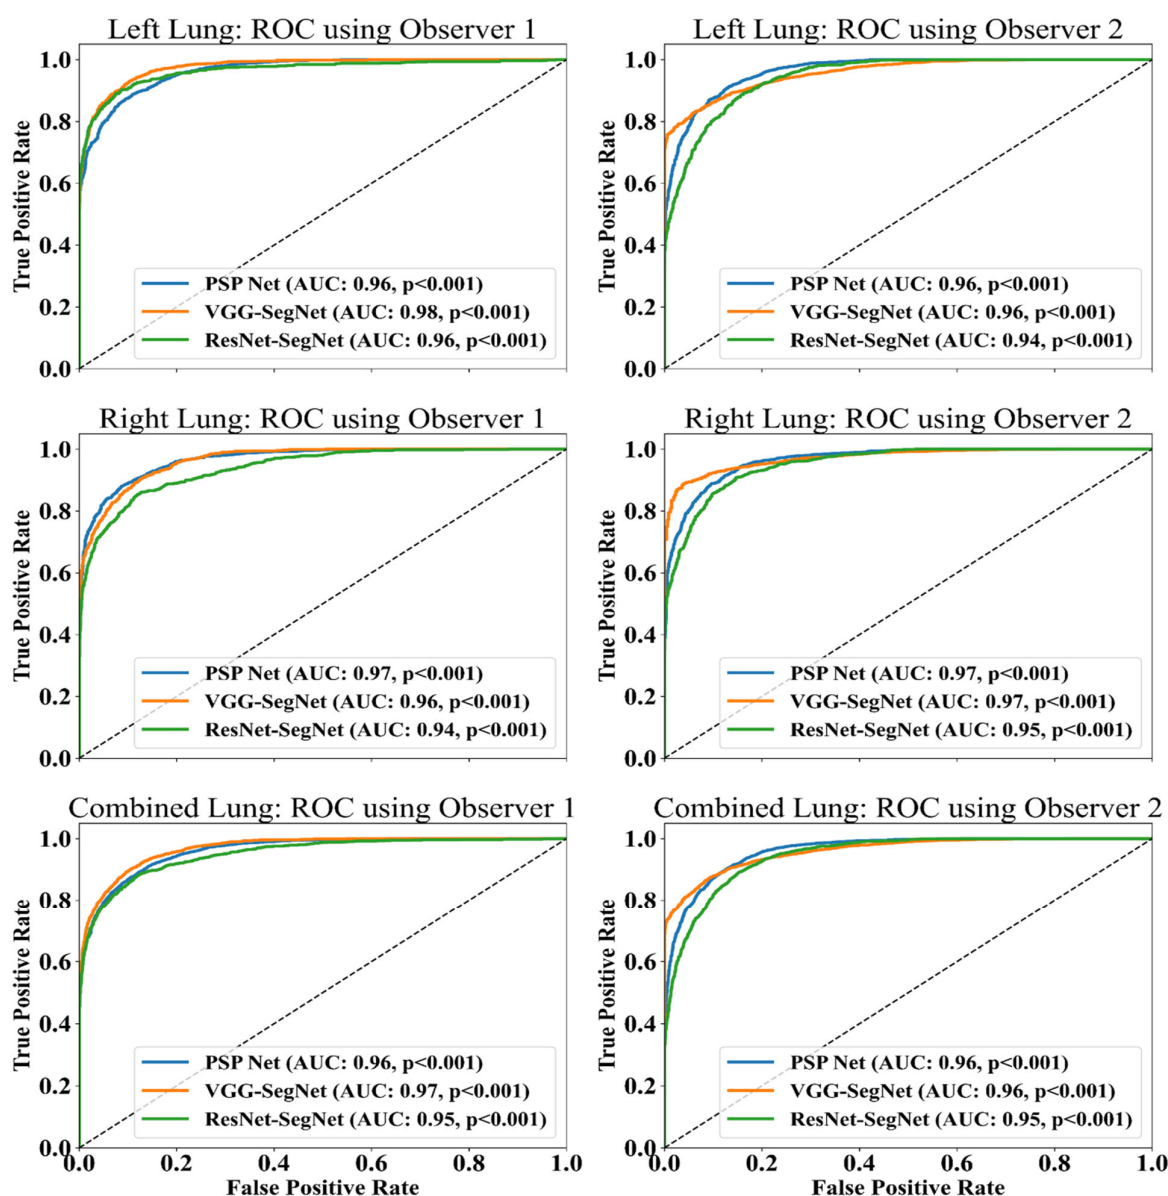 Left Lung: ROC using Observer 1
True Positive Rate
1.0
0.8
0.6
0.4
0.2
0.0
PSP Net (AUC: 0.96, p<0.001)
VGG-SegNet (AUC: 0.98, p<0.001)
ResNet-SegNet (AUC: 0.96, p<0.001)
Left Lung: ROC using Observer 2
True Positive Rate
1.0
0.8
0.6
0.4
0.2
0.0
PSP Net (AUC: 0.96, p<0.001)
VGG-SegNet (AUC: 0.96, p<0.001)
ResNet-SegNet (AUC: 0.94, p<0.001)
Right Lung: ROC using Observer 1
True Positive Rate
1.0
0.8
0.6
0.4
0.2
0.0
PSP Net (AUC: 0.97, p<0.001)
VGG-SegNet (AUC: 0.96, p<0.001)
ResNet-SegNet (AUC: 0.94, p<0.001)
Right Lung: ROC using Observer 2
True Positive Rate
1.0
0.8
0.6
0.4
0.2
0.0
PSP Net (AUC: 0.97, p<0.001)
VGG-SegNet (AUC: 0.97, p<0.001)
ResNet-SegNet (AUC: 0.95, p<0.001)
Combined Lung: ROC using Observer 1
True Positive Rate
1.0
0.8
0.6
0.4
0.2
0.0
PSP Net (AUC: 0.96, p<0.001)
VGG-SegNet (AUC: 0.97, p<0.001)
ResNet-SegNet (AUC: 0.95, p<0.001)
0.0 0.2 0.4 0.6 0.8 1.0
False Positive Rate
Combined Lung: ROC using Observer 2
True Positive Rate
1.0
0.8
0.6
0.4
0.2
0.0
PSP Net (AUC: 0.96, p<0.001)
VGG-SegNet (AUC: 0.96, p<0.001)
ResNet-SegNet (AUC: 0.95, p<0.001)
0.0 0.2 0.4 0.6 0.8 1.0
False Positive Rate